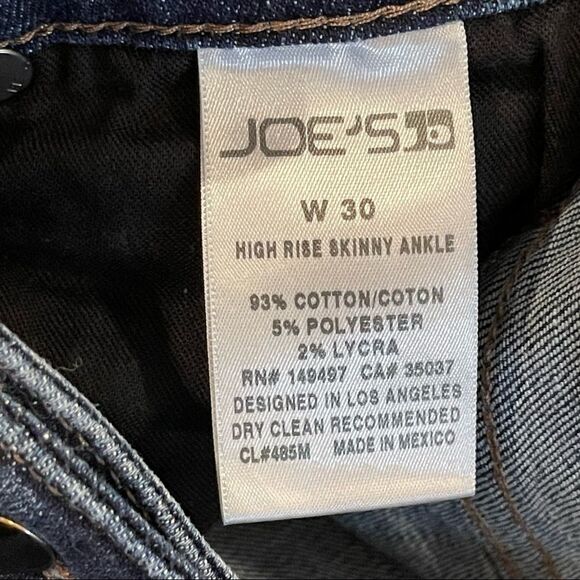 JOE'S
W 30
HIGH RISE SKINNY ANKLE
93% COTTON/COTON
5% POLYESTER
2% LYCRA
RN# 149497 CA# 35037
DESIGNED IN LOS ANGELES
DRY CLEAN RECOMMENDED
CL#485M MADE IN MEXICO